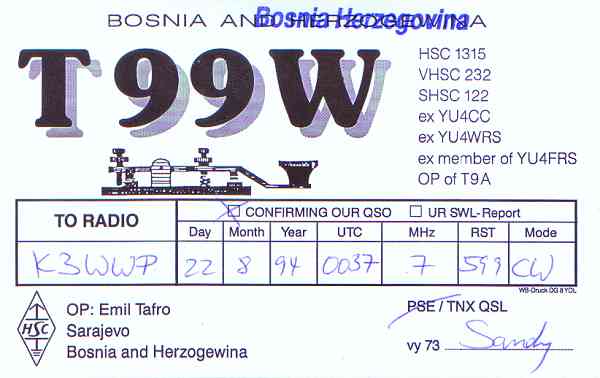 BOSNIA AND HERZEGOWINA
Bosnia-Herzegovina
T99W
HSC 1315
VHSC 232
SHSC 122
ex YU4CC
ex YU4WRS
ex member of YU4FRS
OP of T9A
TO RADIO
☒ CONFIRMING OUR QSO ☐ UR SWL-Report
Day Month Year UTC MHz RST Mode
K3WWP 22 8 94 0037 7 599 CW
WB-Druck DG 8 YDL
HSC
OP: Emil Tafro
Sarajevo
Bosnia and Herzogewina
PSE / TNX QSL
vy 73 Sandy